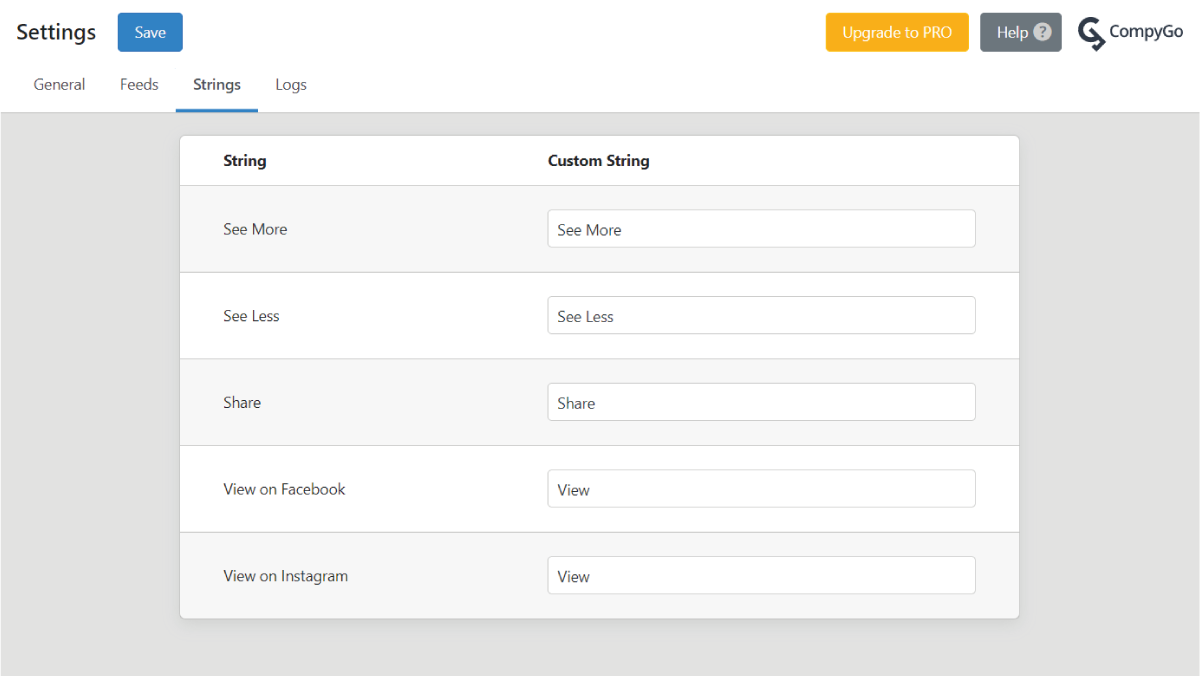 Settings Save Upgrade to PRO Help ? CompyGo
General Feeds Strings Logs
String Custom String
See More See More
See Less See Less
Share Share
View on Facebook View
View on Instagram View